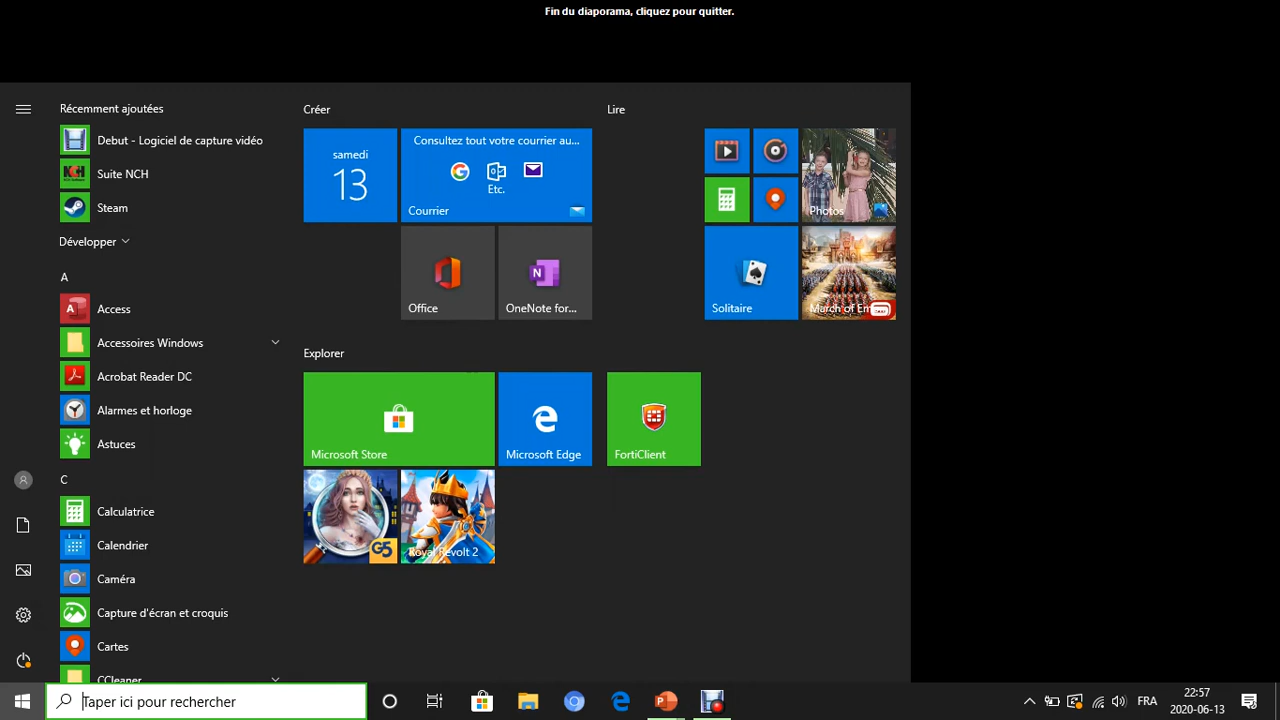 Fin du diaporama, cliquez pour quitter.
Récemment ajoutées
Debut - Logiciel de capture vidéo
NCH
Suite NCH
Steam
Développer
A
Access
Accessoires Windows
Acrobat Reader DC
Alarmes et horloge
Astuces
C
Calculatrice
Calendrier
Caméra
Capture d'écran et croquis
Cartes
CCleaner
Créer
samedi
13
Consultez tout votre courrier au...
Etc.
Courrier
Office
OneNote for...
Lire
Photos
Solitaire
March of Em
Explorer
Microsoft Store
Microsoft Edge
FortiClient
G5
Royal Revolt 2
Taper ici pour rechercher
FRA
22:57
2020-06-13